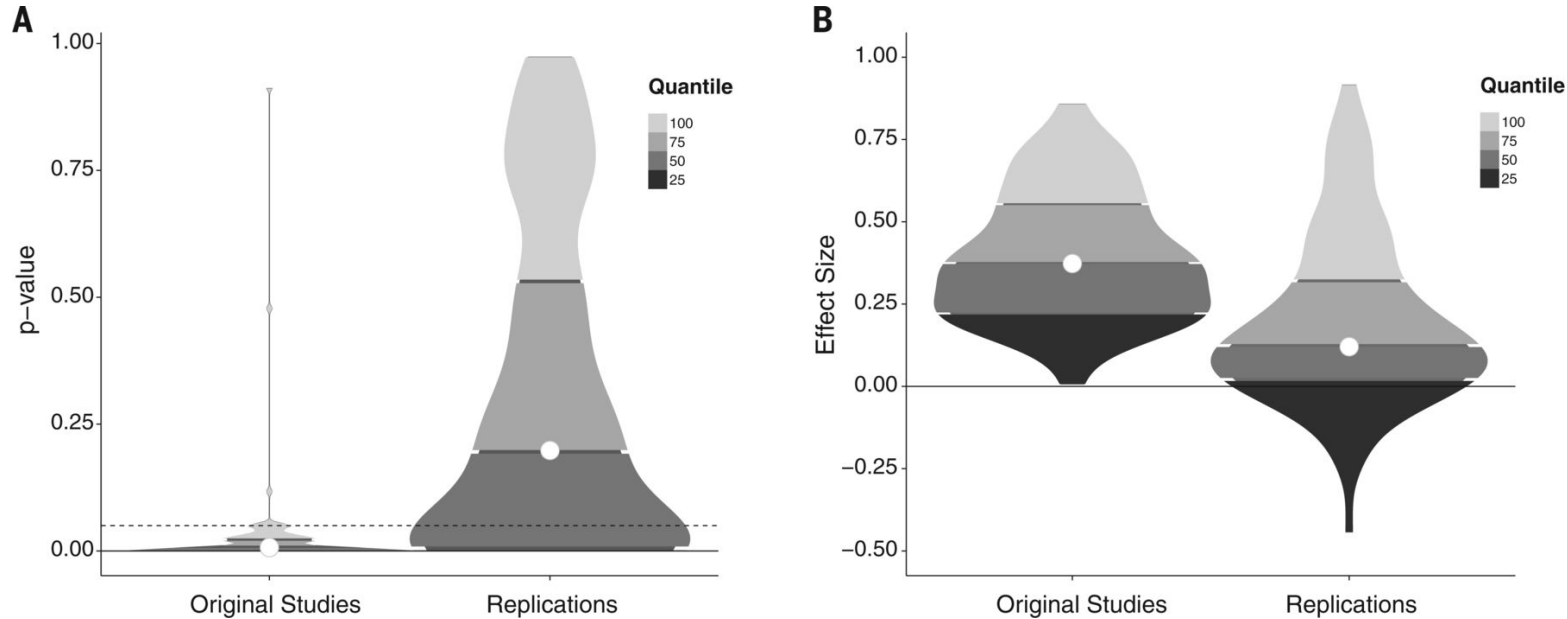 A
p−value
1.00
0.75
0.50
0.25
0.00
Original Studies
Replications
Quantile
100
75
50
25
B
Effect Size
1.00
0.75
0.50
0.25
0.00
−0.25
−0.50
Original Studies
Replications
Quantile
100
75
50
25